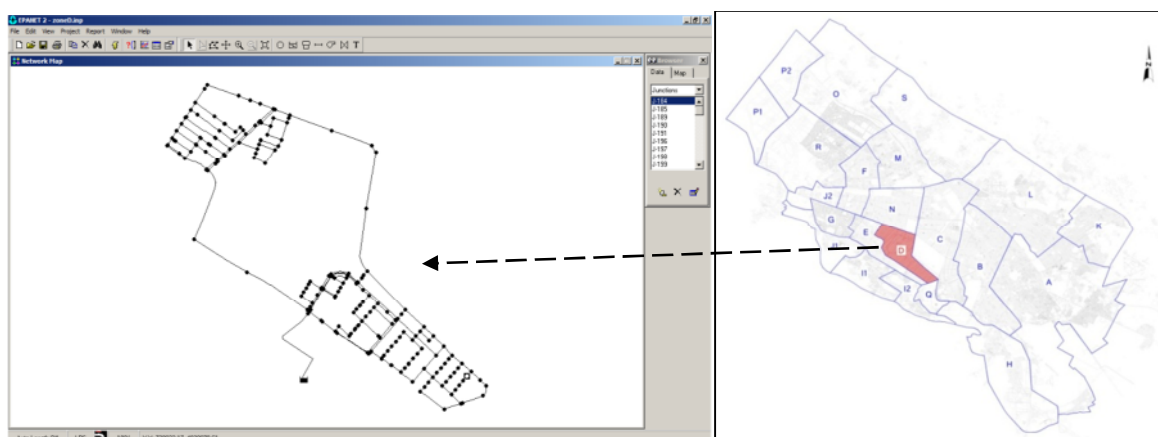 EPANET 2 - zoneD.inp
File Edit View Project Report Window Help
T
Network Map
Browser
Data Map
Junctions
J-184
J-185
J-189
J-190
J-191
J-196
J-197
J-198
J-199
N
P2
P1
O
S
R
M
F
L
J2
N
K
G
E
C
D
B
A
I1
I2
Q
H